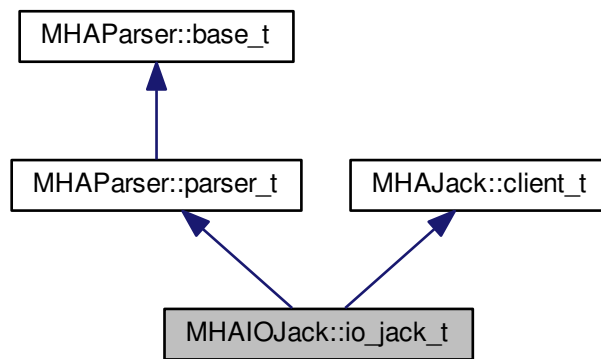 MHAParser::base_t
MHAParser::parser_t
MHAJack::client_t
MHAIOJack::io_jack_t